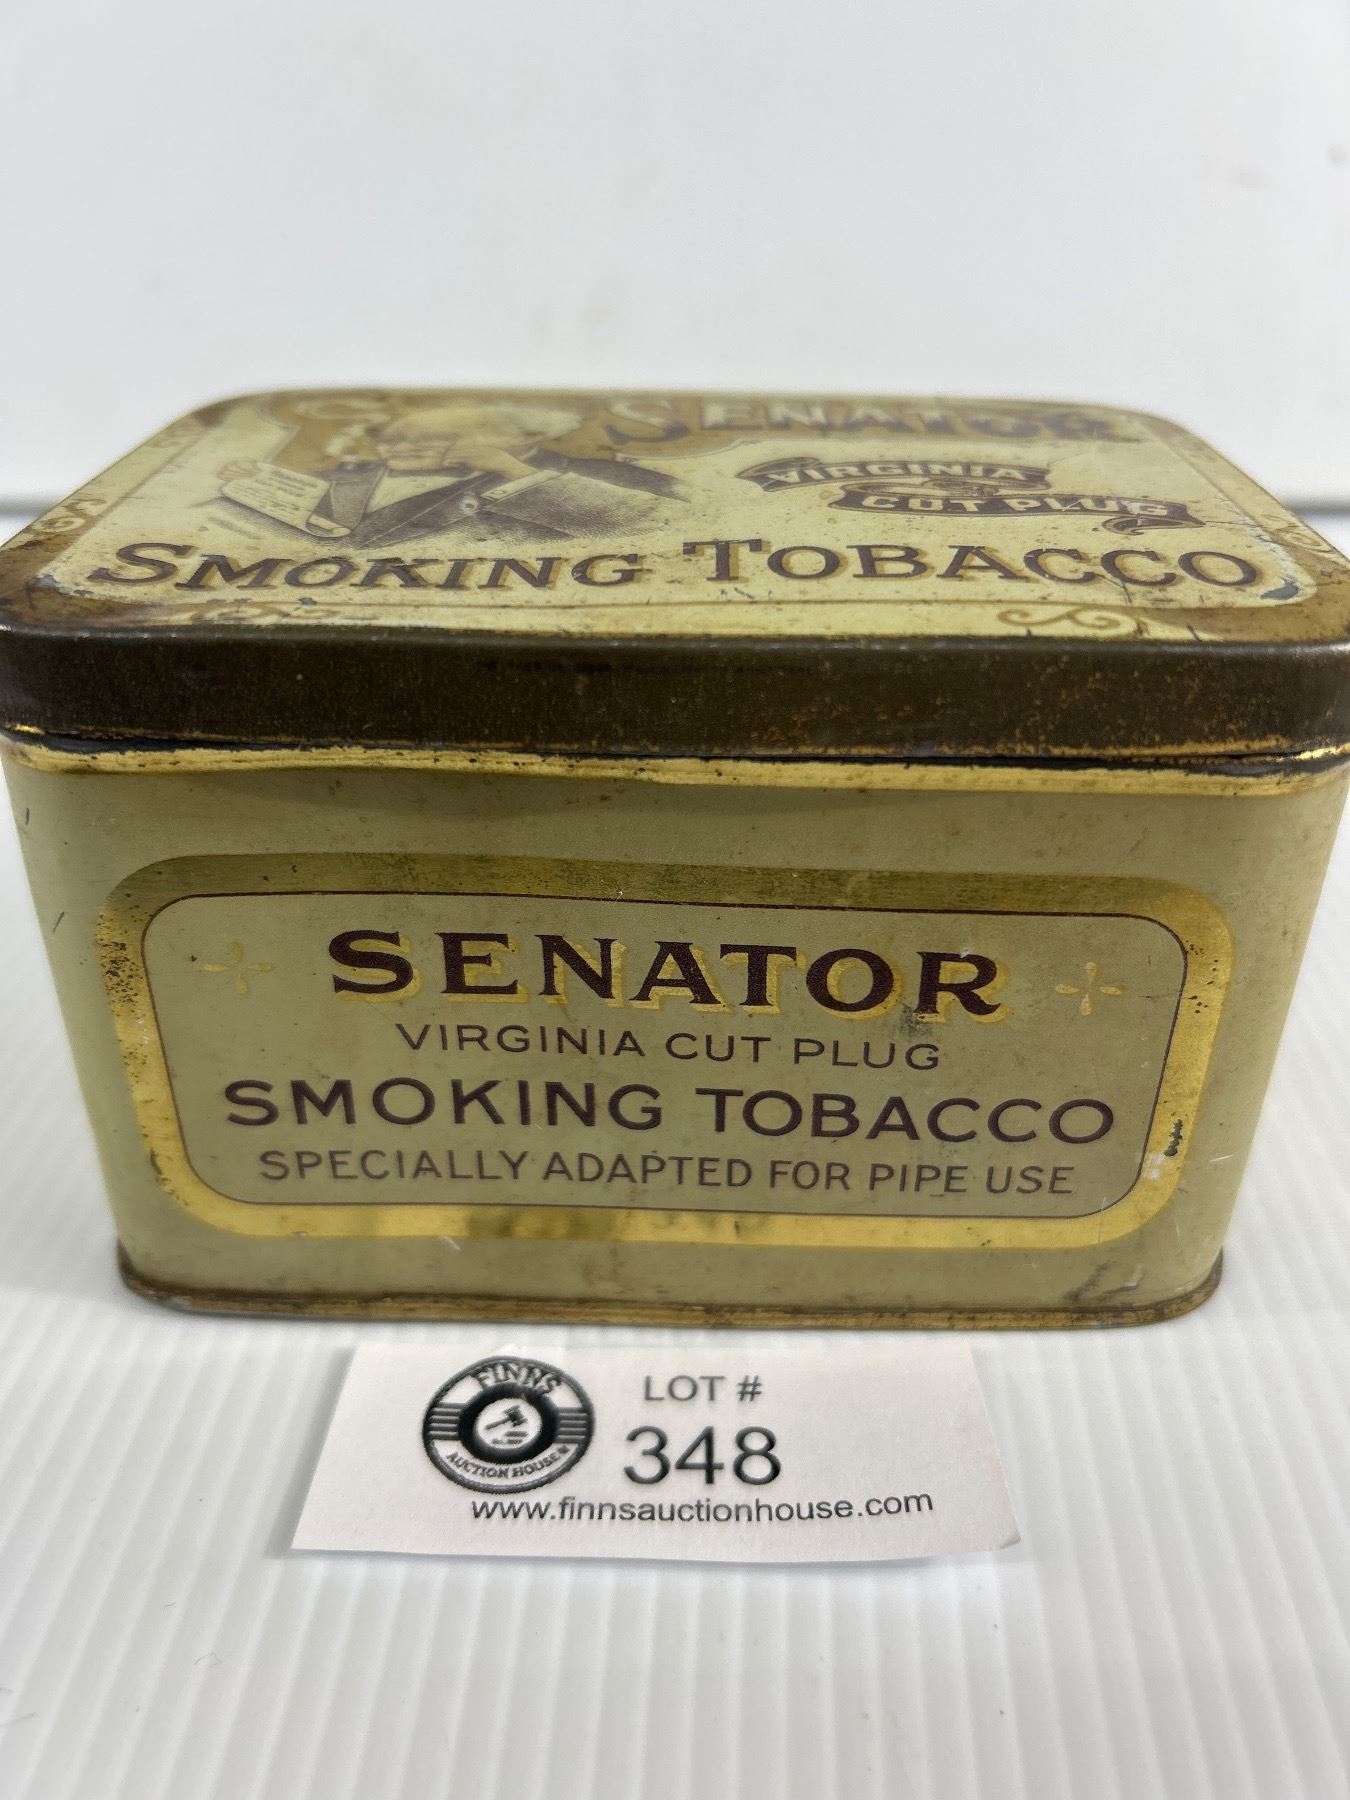 SENATOR
VIRGINIA
CUT PLUG
SMOKING TOBACCO
SENATOR
VIRGINIA CUT PLUG
SMOKING TOBACCO
SPECIALLY ADAPTED FOR PIPE USE
FINNS
AUCTION HOUSE
LOT #
348
www.finnsauctionhouse.com